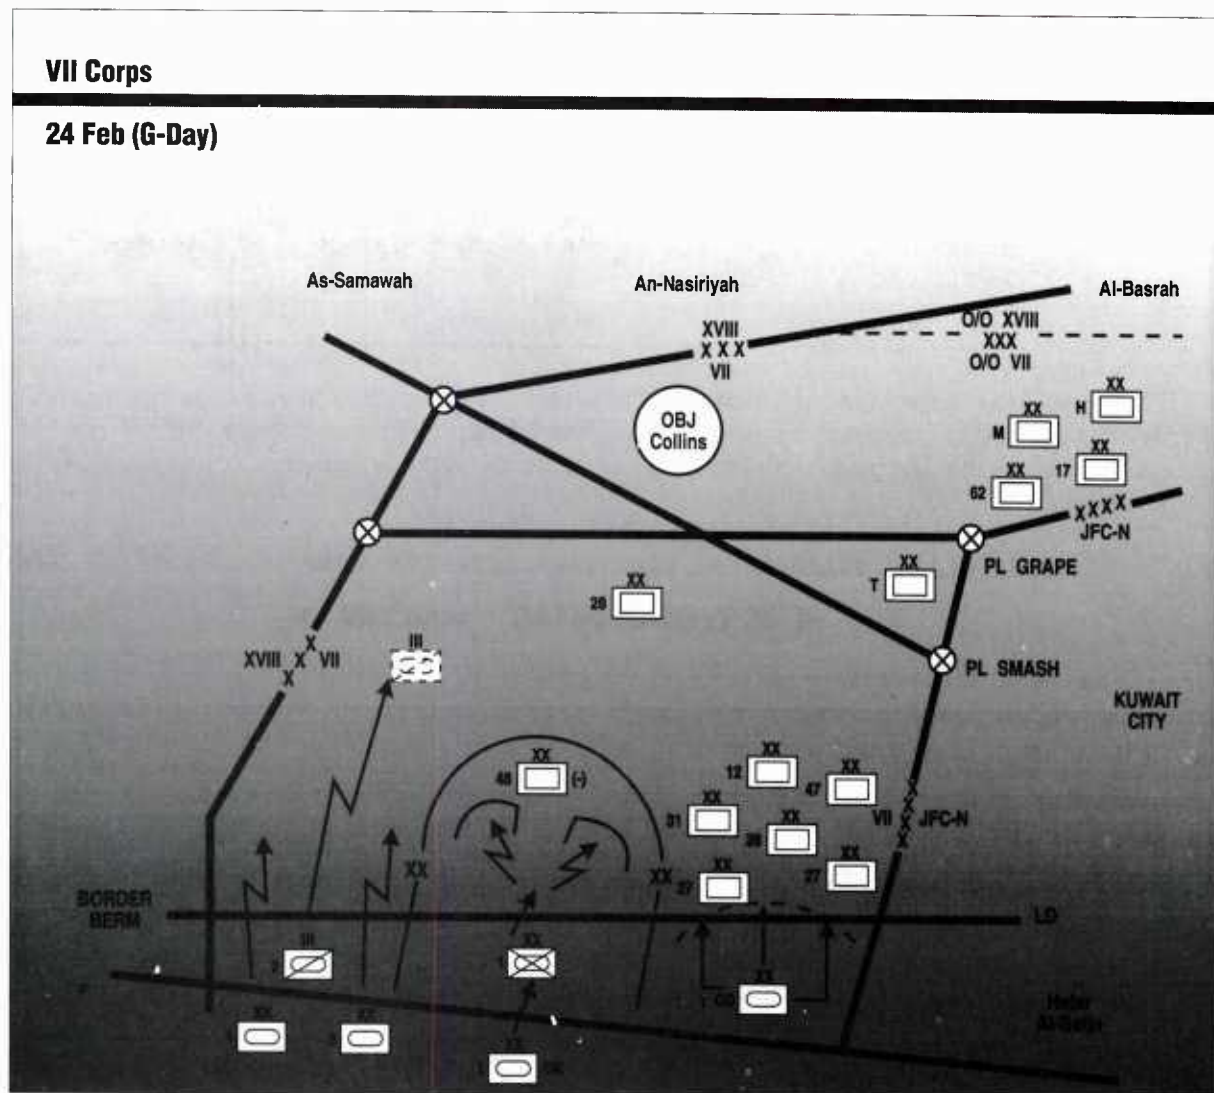 VII Corps
24 Feb (G-Day)
As-Samawah
An-Nasiriyah
Al-Basrah
XVIII
X X X
VII
O/O XVIII
XXX
O/O VII
OBJ
Collins
XX
H
XX
M
XX
17
XX
62
X X X X
JFC-N
PL GRAPE
XX
T
XX
XVIII X X X VII
III
PL SMASH
KUWAIT
CITY
XX
48 (-)
XX
12
XX
47
XX
31
XX
VII XXXX JFC-N
XX
XX
27
XX
27
XX
XX
BORDER
BERM
LD
III
2
XX
1
XX
XX
XX
XX